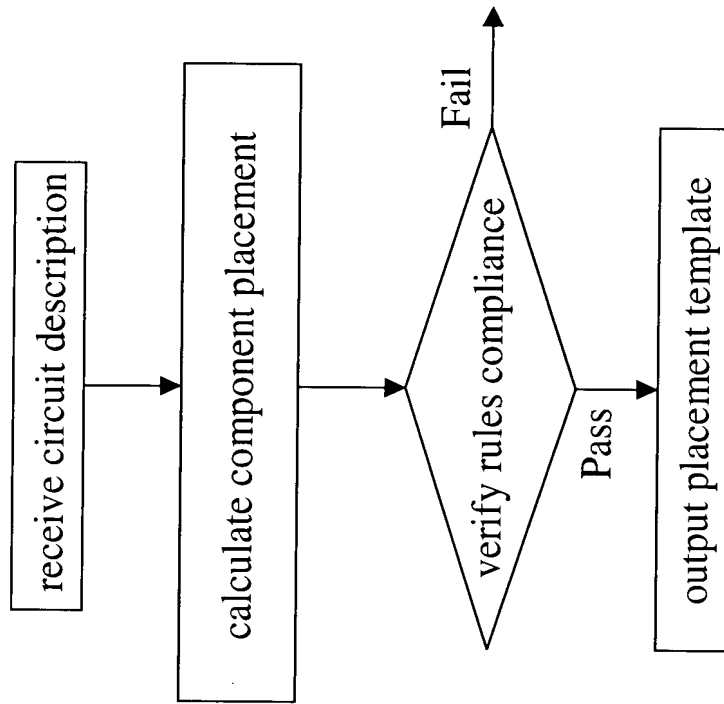 receive circuit description
calculate component placement
verify rules compliance
Fail
Pass
output placement template